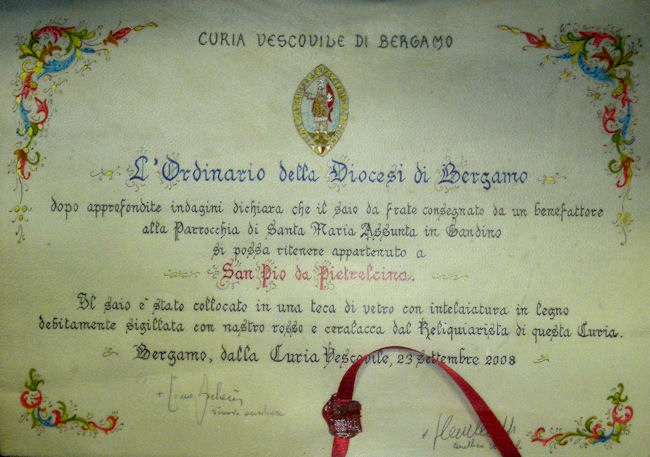 CURIA VESCOVILE DI BERGAMO
L'Ordinario della Diocesi di Bergamo
dopo approfondite indagini dichiara che il saio da frate consegnato da un benefattore
alla Parrocchia di Santa Maria Assunta in Gandino
si possa ritenere appartenuto a
San Pio da Pietrelcina.
Il saio e' stato collocato in una teca di vetro con intelaiatura in legno
debitamente sigillata con nastro rosso e ceralacca dal Reliquiarista di questa Curia.
Bergamo, dalla Curia Vescovile, 23 settembre 2008